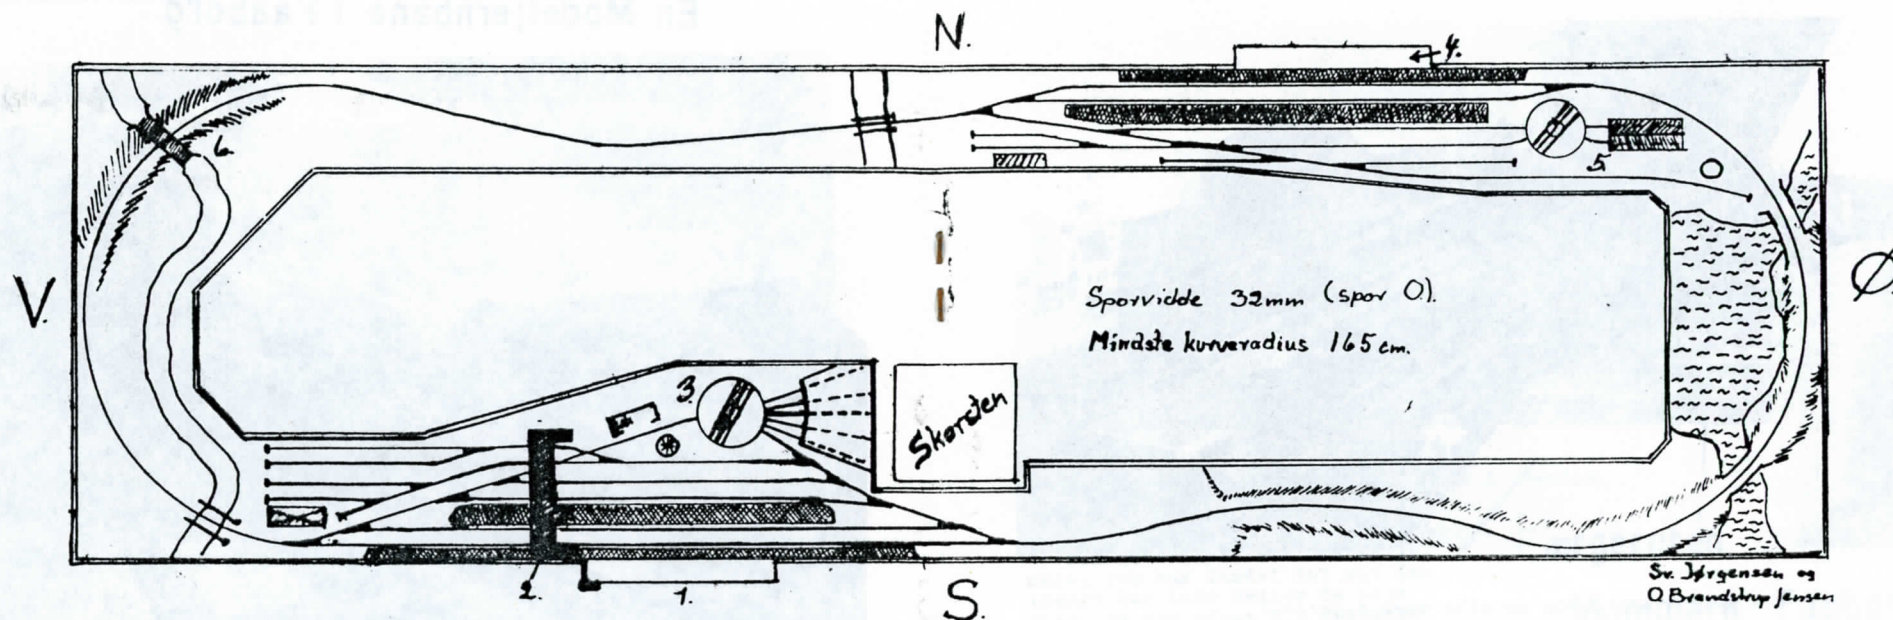 N.
4.
6.
5
V.
Ø.
Sporvidde 32mm (spor O).
Mindste kurveradius 165 cm.
3
Skorsten
2.
1.
S.
Sv. Jørgensen og
O. Brandstrup Jensen